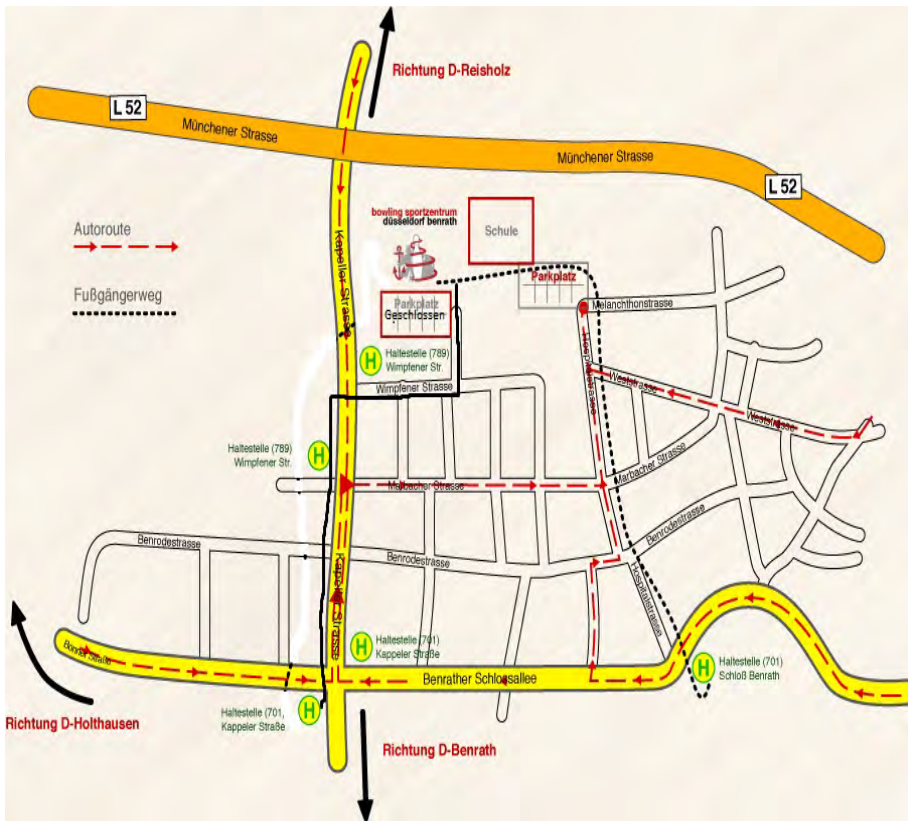 Richtung D-Reisholz
L 52
Münchener Strasse
Münchener Strasse
L 52
Autoroute
Fußgängerweg
bowling sportzentrum
düsseldorf benrath
Schule
Parkplatz
Parkplatz
Geschlossen
Kapeller Strasse
Melanchthonstrasse
Haltestelle (789)
Wimpfener Str.
H
Hospitalstrasse
Wimpfener Strasse
Weststrasse
Weststrasse
Haltestelle (789)
Wimpfener Str.
H
Marbacher Strasse
Marbacher Strasse
Benrodestrasse
Benrodestrasse
Benrodestrasse
Kapeller Strasse
Hospitalstrasse
Bonner Straße
H
Haltestelle (701)
Kappeler Straße
Benrather Schlossallee
H
Haltestelle (701)
Schloß Benrath
Haltestelle (701,
Kappeler Straße
H
Richtung D-Holthausen
Richtung D-Benrath